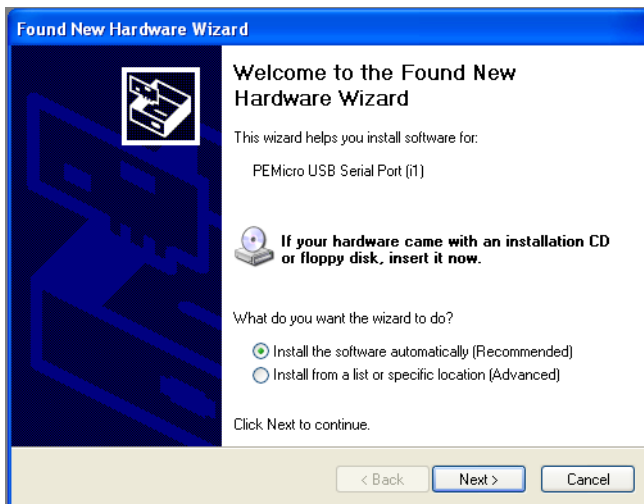 Found New Hardware Wizard
Welcome to the Found New
Hardware Wizard
This wizard helps you install software for:
PEMicro USB Serial Port (i1)
If your hardware came with an installation CD
or floppy disk, insert it now.
What do you want the wizard to do?
Install the software automatically (Recommended)
Install from a list or specific location (Advanced)
Click Next to continue.
< Back
Next >
Cancel